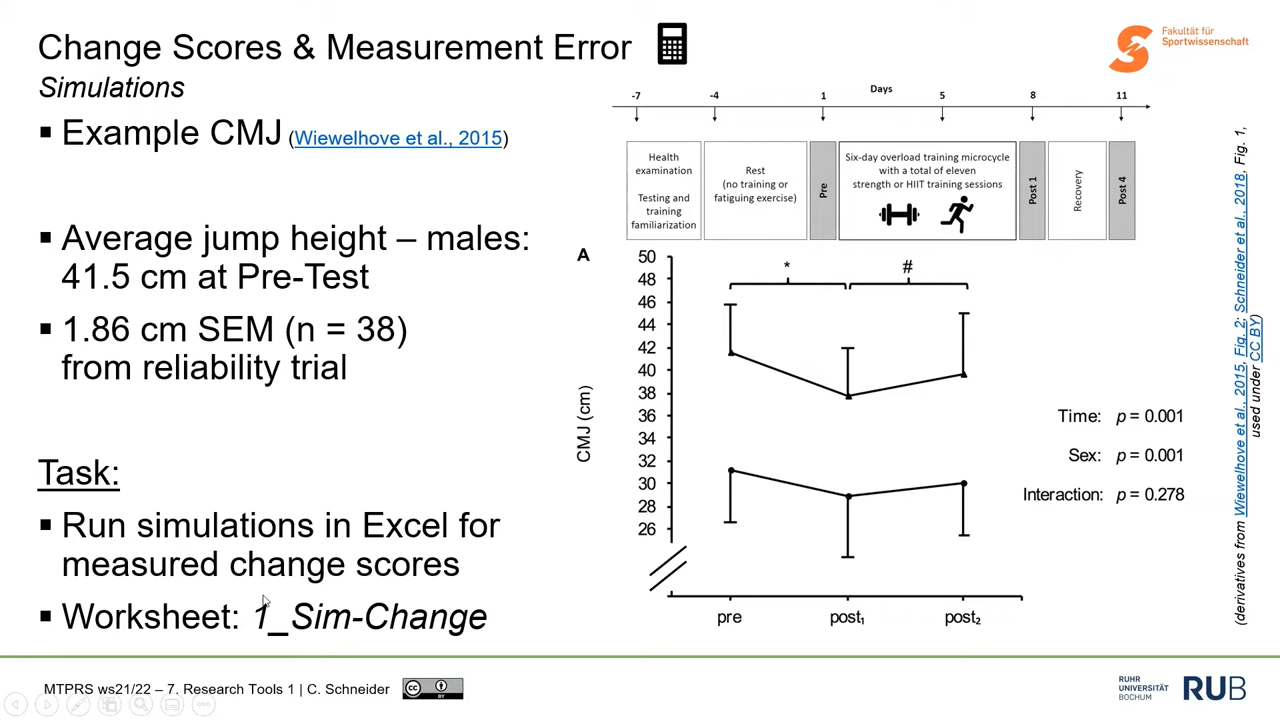 Change Scores & Measurement Error
Simulations
▪ Example CMJ (Wiewelhove et al., 2015)
▪ Average jump height – males:
41.5 cm at Pre-Test
▪ 1.86 cm SEM (n = 38)
from reliability trial
Task:
▪ Run simulations in Excel for
measured change scores
▪ Worksheet: 1_Sim-Change
Fakultät für
Sportwissenschaft
Days
-7 -4 1 5 8 11
Health
examination
Testing and
training
familiarization
Rest
(no training or
fatiguing exercise)
Pre
Six-day overload training microcycle
with a total of eleven
strength or HIIT training sessions
Post 1
Recovery
Post 4
A
* #
CMJ (cm)
50
48
46
44
42
40
38
36
34
32
30
28
26
pre post₁ post₂
Time: p = 0.001
Sex: p = 0.001
Interaction: p = 0.278
(derivatives from Wiewelhove et al., 2015, Fig. 2; Schneider et al., 2018, Fig. 1,
used under CC BY)
MTPRS ws21/22 – 7. Research Tools 1 | C. Schneider
cc BY
RUHR
UNIVERSITÄT
BOCHUM
RUB